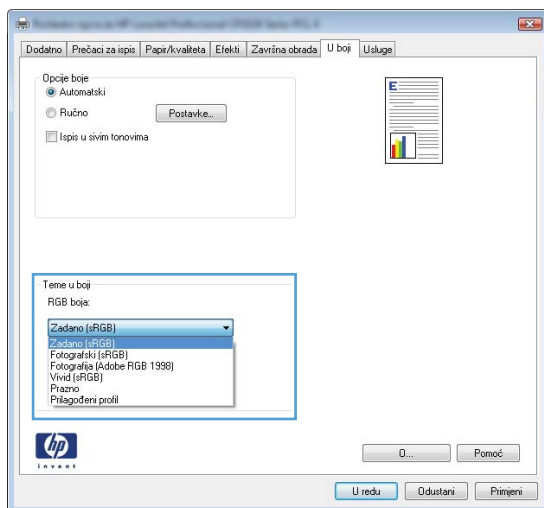 Dodatno Prečaci za ispis Papir/kvaliteta Efekti Završna obrada U boji Usluge
Opcije boje
Automatski
Ručno
Postavke...
Ispis u sivim tonovima
E
Teme u boji
RGB boja:
Zadano (sRGB)
Zadano (sRGB)
Fotografski (sRGB)
Fotografija (Adobe RGB 1998)
Vivid (sRGB)
Prazno
Prilagođeni profil
hp
invent
O... Pomoć
U redu Odustani Primjeni